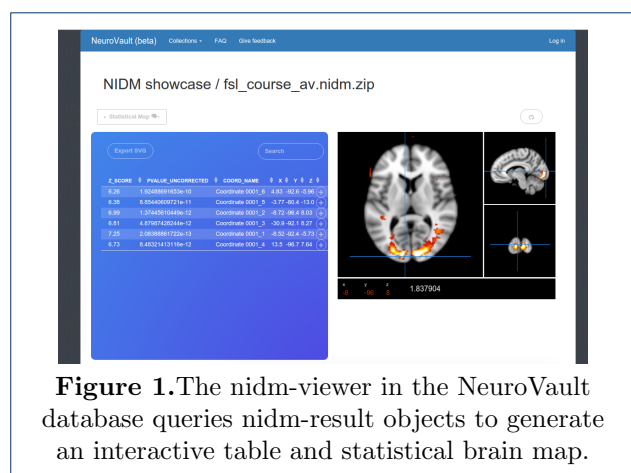 NeuroVault (beta) Collections FAQ Give feedback Log in
NIDM showcase / fsl_course_av.nidm.zip
Statistical Map
Export SVG Search
Z_SCORE PVALUE_UNCORRECTED COORD_NAME X Y Z
6.26 1.92488691653e-10 Coordinate 0001_6 4.83 -92.6 -5.96 +
6.38 8.85440609721e-11 Coordinate 0001_5 -3.77 -80.4 -13.0 +
6.99 1.37445610449e-12 Coordinate 0001_2 -8.72 -96.4 8.03 +
6.81 4.87987428244e-12 Coordinate 0001_3 -30.9 -92.1 8.27 +
7.25 2.08388861722e-13 Coordinate 0001_1 -8.52 -92.4 -5.73 +
6.73 8.48321413116e-12 Coordinate 0001_4 13.5 -96.7 7.64 +
x y z
-8 -96 8 1.837904
Figure 1.The nidm-viewer in the NeuroVault
database queries nidm-result objects to generate
an interactive table and statistical brain map.